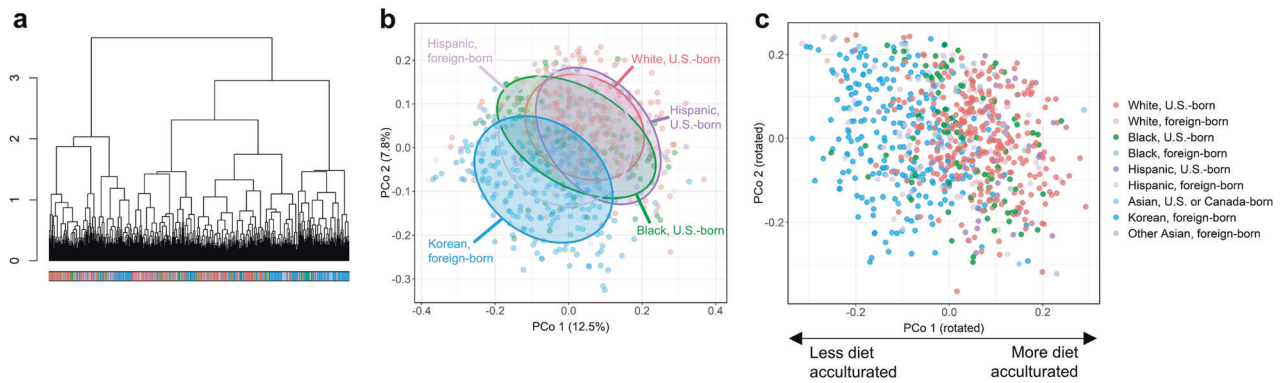 a
3
2
1
0
b
Hispanic,
foreign-born
White, U.S.-born
Hispanic,
U.S.-born
Black, U.S.-born
Korean,
foreign-born
0.2
0.1
0.0
-0.1
-0.2
-0.3
PCo 2 (7.8%)
-0.4
-0.2
0.0
0.2
0.4
PCo 1 (12.5%)
c
0.2
0.0
-0.2
PCo 2 (rotated)
-0.2
0.0
0.2
PCo 1 (rotated)
Less diet
acculturated
More diet
acculturated
White, U.S.-born
White, foreign-born
Black, U.S.-born
Black, foreign-born
Hispanic, U.S.-born
Hispanic, foreign-born
Asian, U.S. or Canada-born
Korean, foreign-born
Other Asian, foreign-born